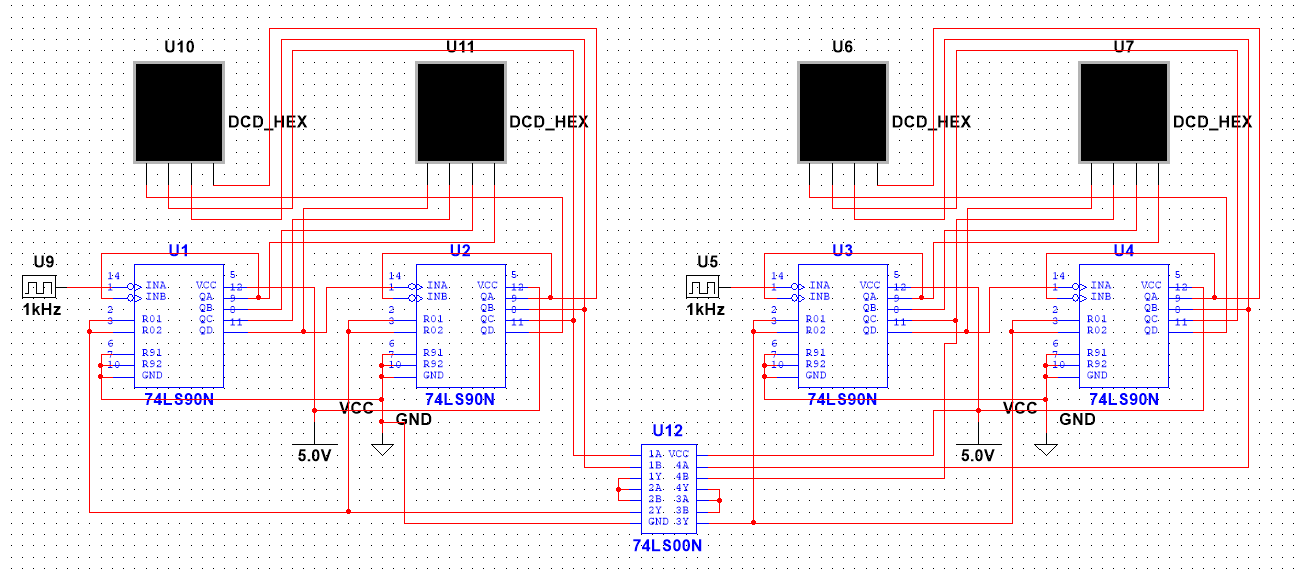 U10
U11
U6
U7
DCD_HEX
DCD_HEX
DCD_HEX
DCD_HEX
U9
1kHz
U1
14
1
2
3
6
7
10
INA
INB
R01
R02
R91
R92
GND
VCC
QA
QB
QC
QD
5
12
9
8
11
74LS90N
U2
14
1
2
3
6
7
10
INA
INB
R01
R02
R91
R92
GND
VCC
QA
QB
QC
QD
5
12
9
8
11
74LS90N
U5
1kHz
U3
14
1
2
3
6
7
10
INA
INB
R01
R02
R91
R92
GND
VCC
QA
QB
QC
QD
5
12
9
8
11
74LS90N
U4
14
1
2
3
6
7
10
INA
INB
R01
R02
R91
R92
GND
VCC
QA
QB
QC
QD
5
12
9
8
11
74LS90N
VCC
5.0V
GND
VCC
5.0V
GND
U12
1A VCC
1B 4A
1Y 4B
2A 4Y
2B 3A
2Y 3B
GND 3Y
74LS00N